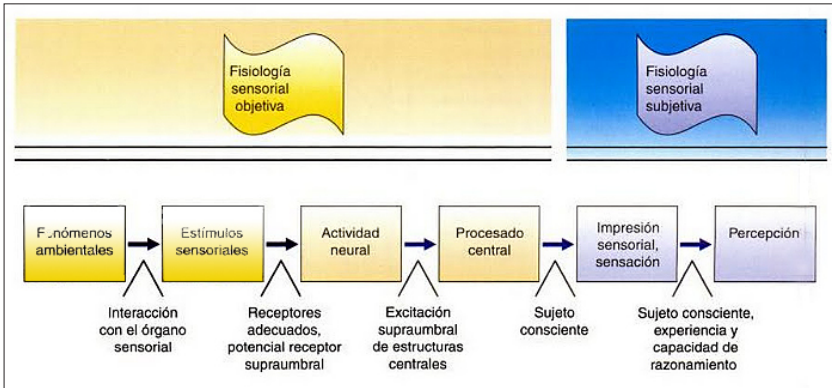 Fisiología
sensorial
objetiva
Fisiología
sensorial
subjetiva
Fenómenos
ambientales
Estímulos
sensoriales
Actividad
neural
Procesado
central
Impresión
sensorial,
sensación
Percepción
Interacción
con el órgano
sensorial
Receptores
adecuados,
potencial receptor
supraumbral
Excitación
supraumbral
de estructuras
centrales
Sujeto
consciente
Sujeto consciente,
experiencia y
capacidad de
razonamiento